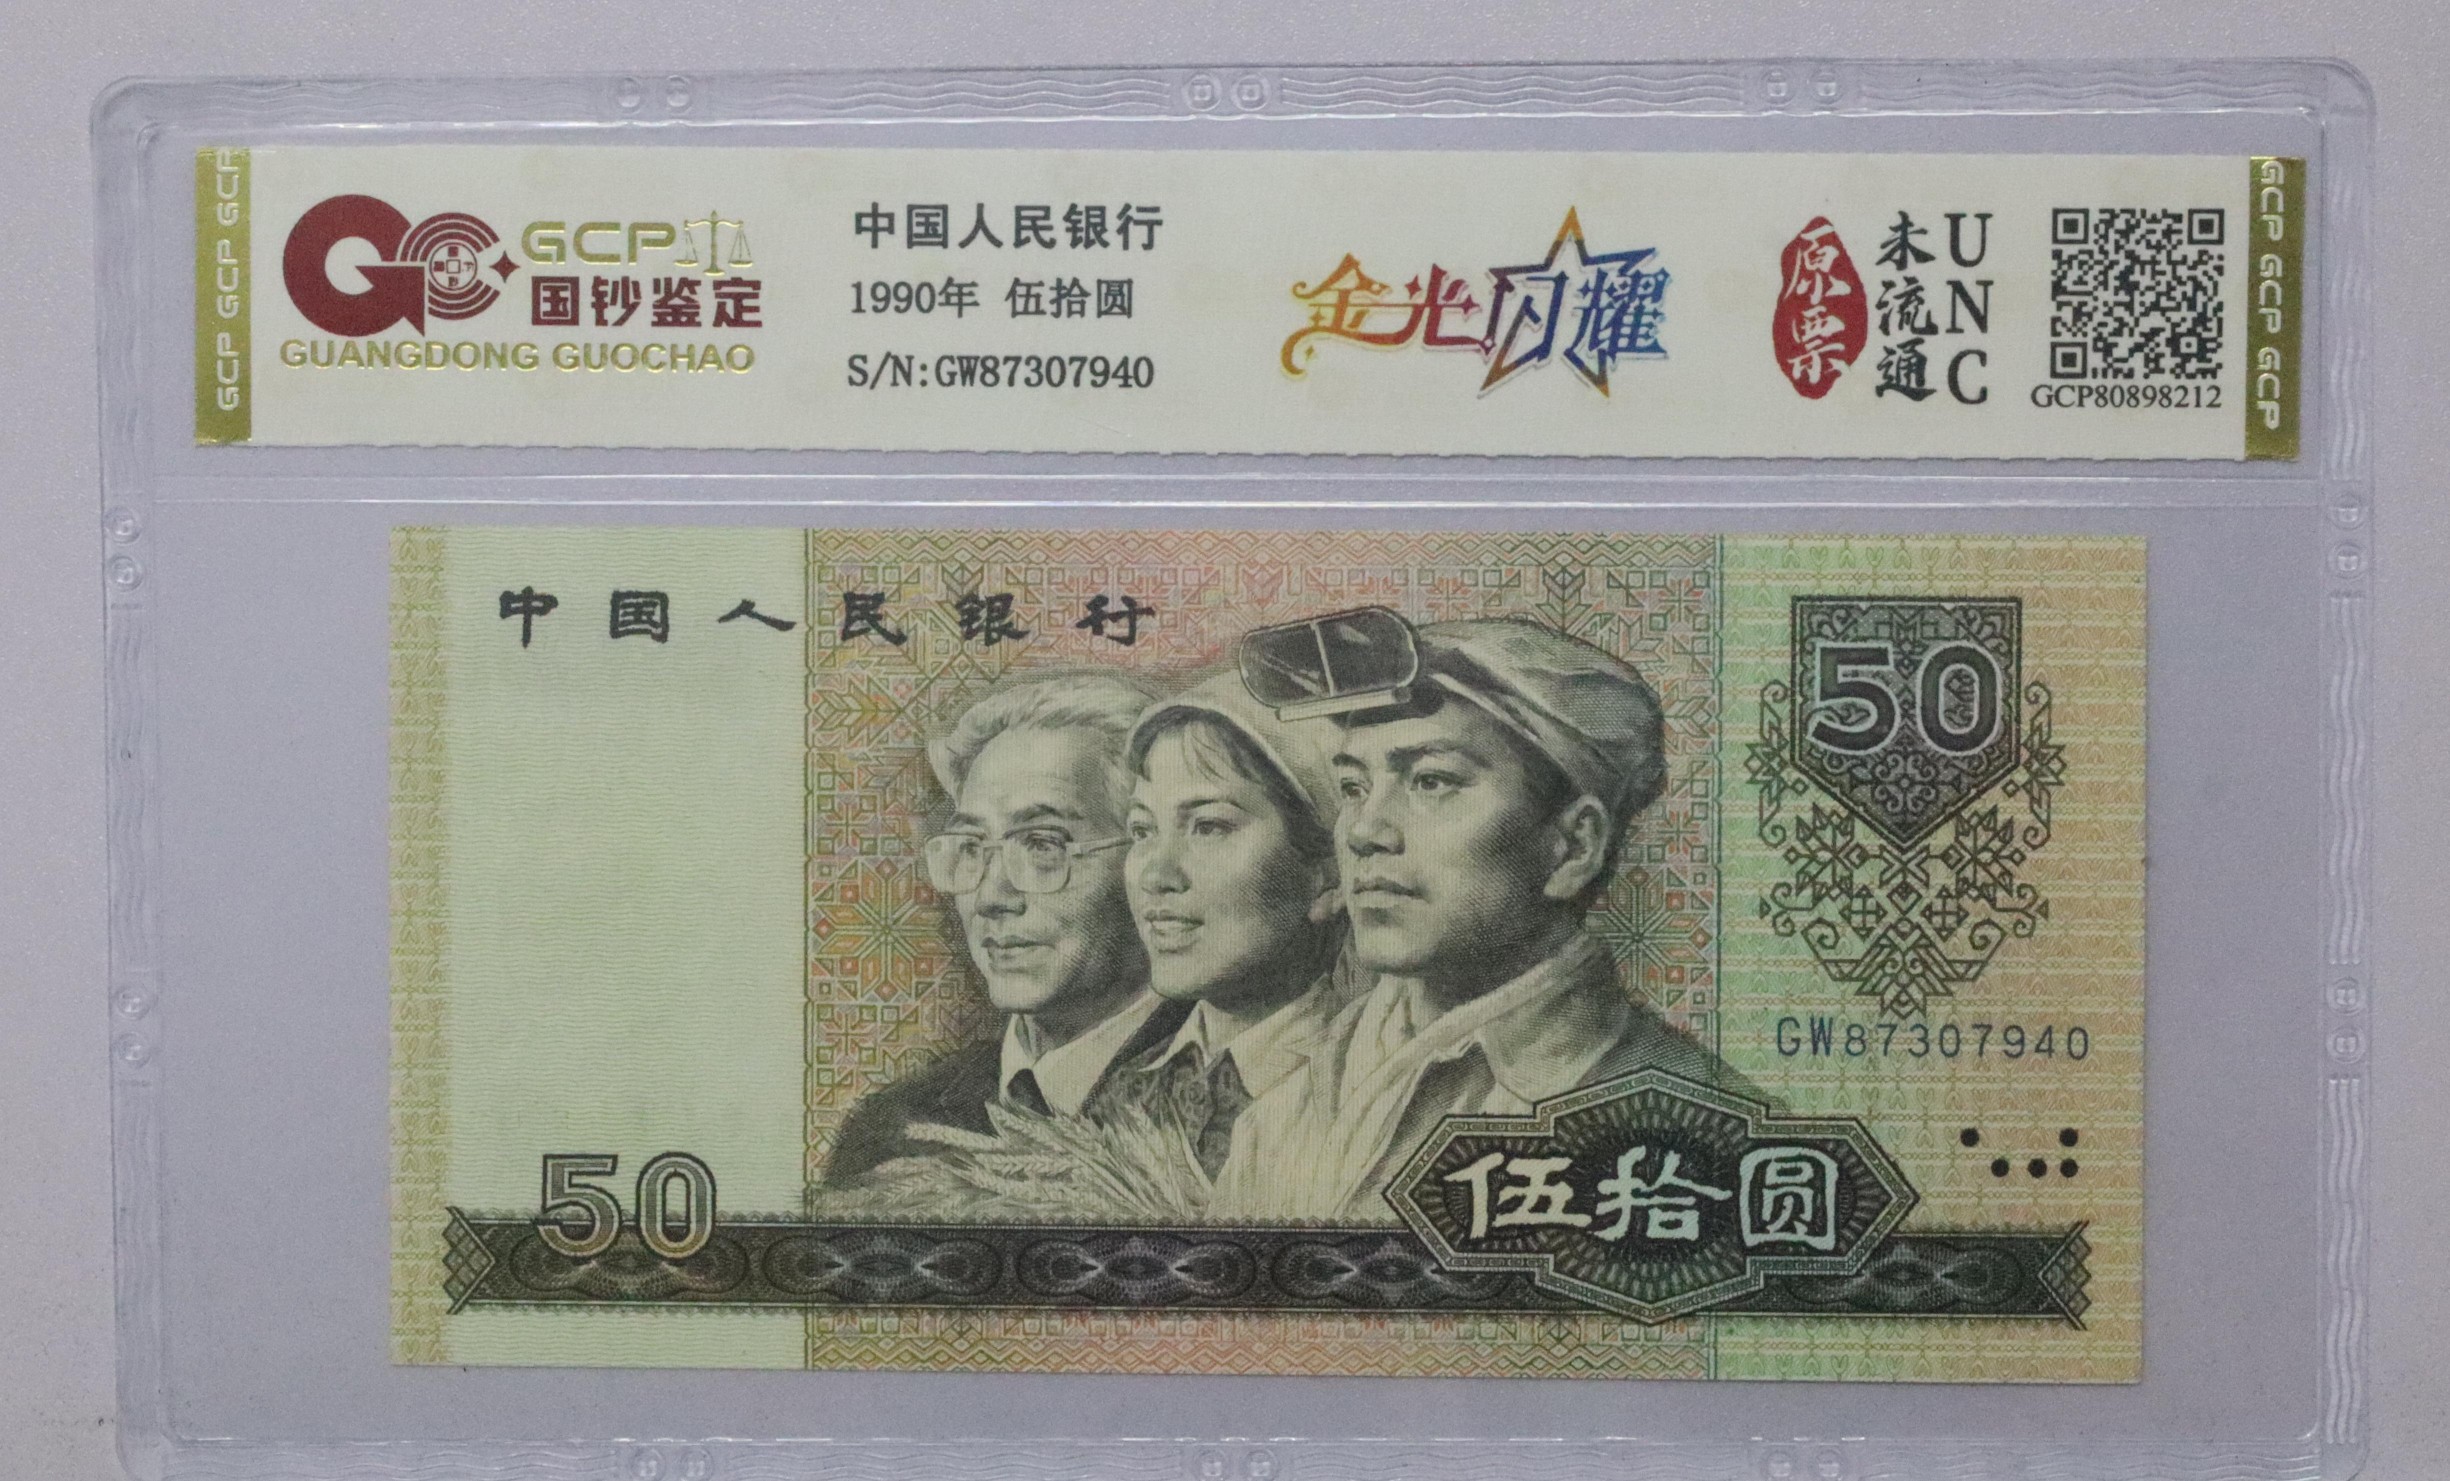 GCP GCP GCP
GCP
国钞鉴定
GUANGDONG GUOCHAO
中国人民银行
1990年 伍拾圆
S/N:GW87307940
金光闪耀
原票
未流通
UNC
GCP80898212
GCP GCP GCP
中国人民银行
50
GW87307940
50
伍拾圆